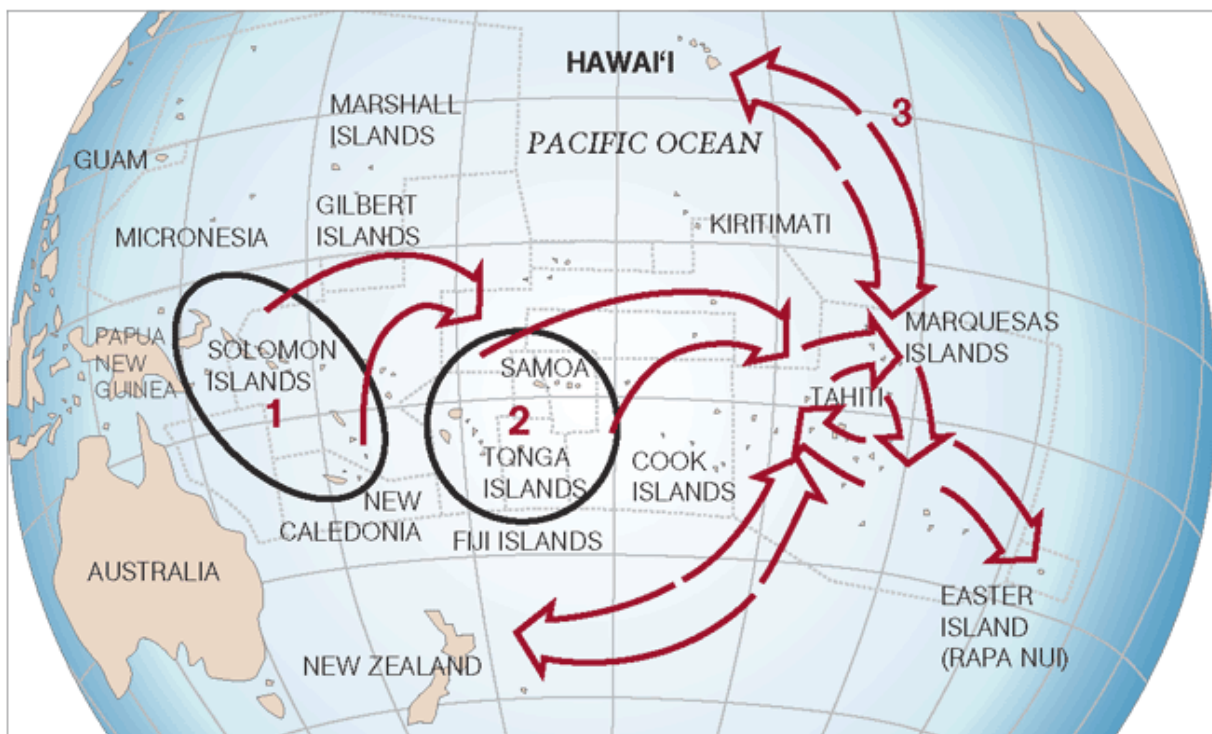 HAWAI‘I
MARSHALL
ISLANDS
3
PACIFIC OCEAN
GUAM
GILBERT
ISLANDS
KIRITIMATI
MICRONESIA
PAPUA
NEW
GUINEA
SOLOMON
ISLANDS
1
SAMOA
2
TONGA
ISLANDS
MARQUESAS
ISLANDS
TAHITI
COOK
ISLANDS
NEW
CALEDONIA
FIJI ISLANDS
AUSTRALIA
EASTER
ISLAND
(RAPA NUI)
NEW ZEALAND